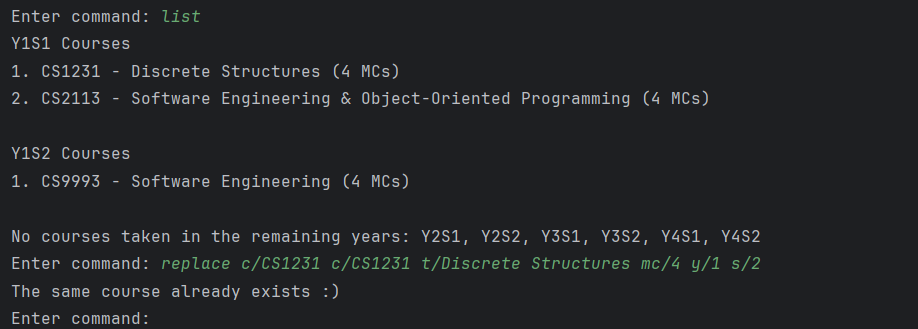 Enter command: list
Y1S1 Courses
1. CS1231 - Discrete Structures (4 MCs)
2. CS2113 - Software Engineering & Object-Oriented Programming (4 MCs)
Y1S2 Courses
1. CS9993 - Software Engineering (4 MCs)
No courses taken in the remaining years: Y2S1, Y2S2, Y3S1, Y3S2, Y4S1, Y4S2
Enter command: replace c/CS1231 c/CS1231 t/Discrete Structures mc/4 y/1 s/2
The same course already exists :)
Enter command: